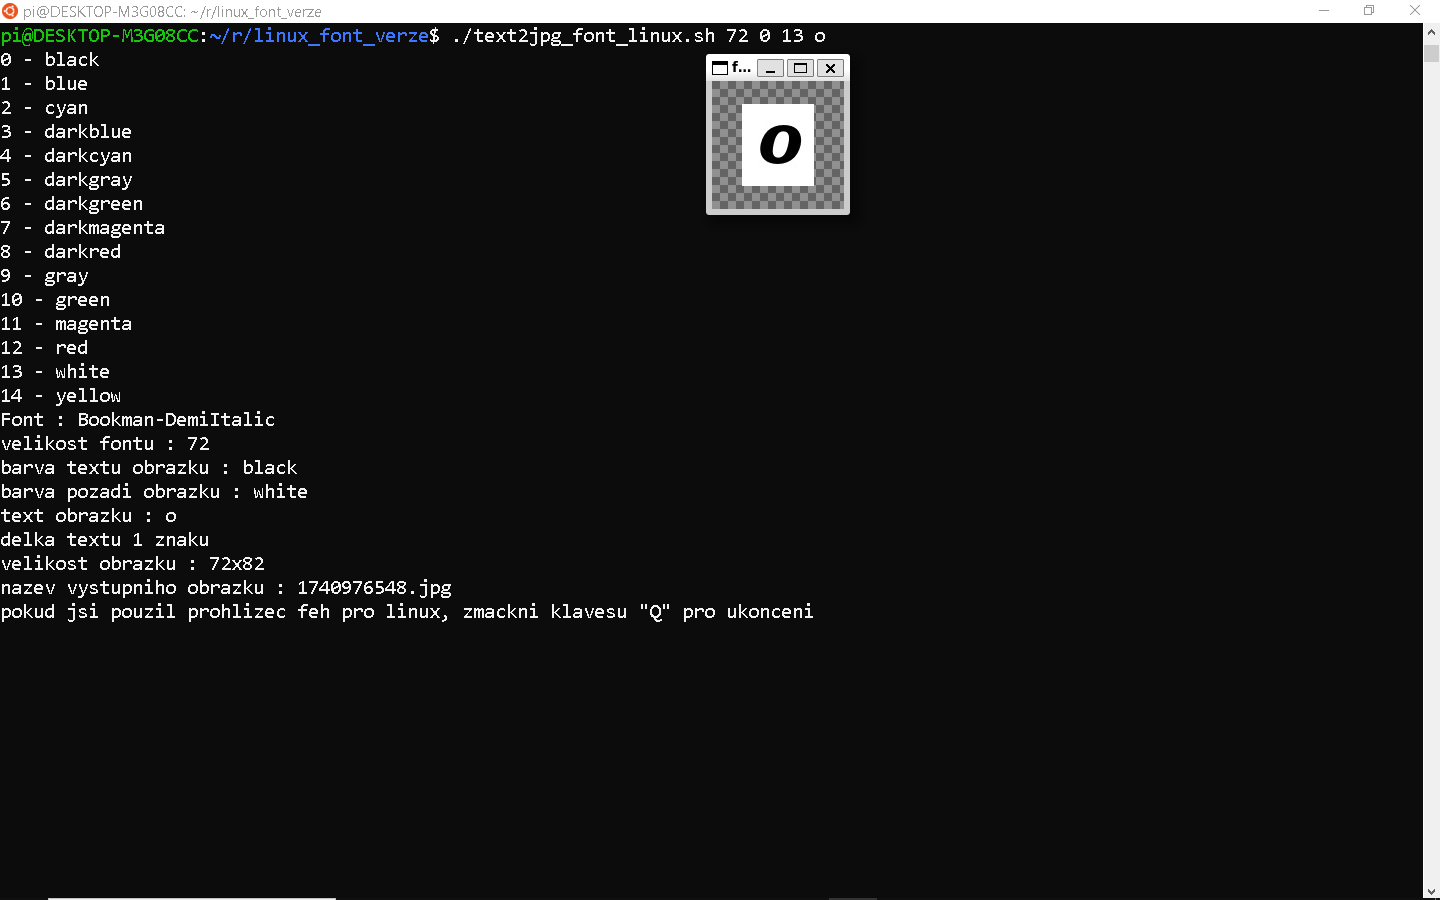 pi@DESKTOP-M3G08CC: ~/r/linux_font_verze
pi@DESKTOP-M3G08CC:~/r/linux_font_verze$ ./text2jpg_font_linux.sh 72 0 13 o
0 - black
1 - blue
2 - cyan
3 - darkblue
4 - darkcyan
5 - darkgray
6 - darkgreen
7 - darkmagenta
8 - darkred
9 - gray
10 - green
11 - magenta
12 - red
13 - white
14 - yellow
Font : Bookman-DemiItalic
velikost fontu : 72
barva textu obrazku : black
barva pozadi obrazku : white
text obrazku : o
delka textu 1 znaku
velikost obrazku : 72x82
nazev vystupniho obrazku : 1740976548.jpg
pokud jsi pouzil prohlizec feh pro linux, zmackni klavesu "Q" pro ukonceni
f...
o